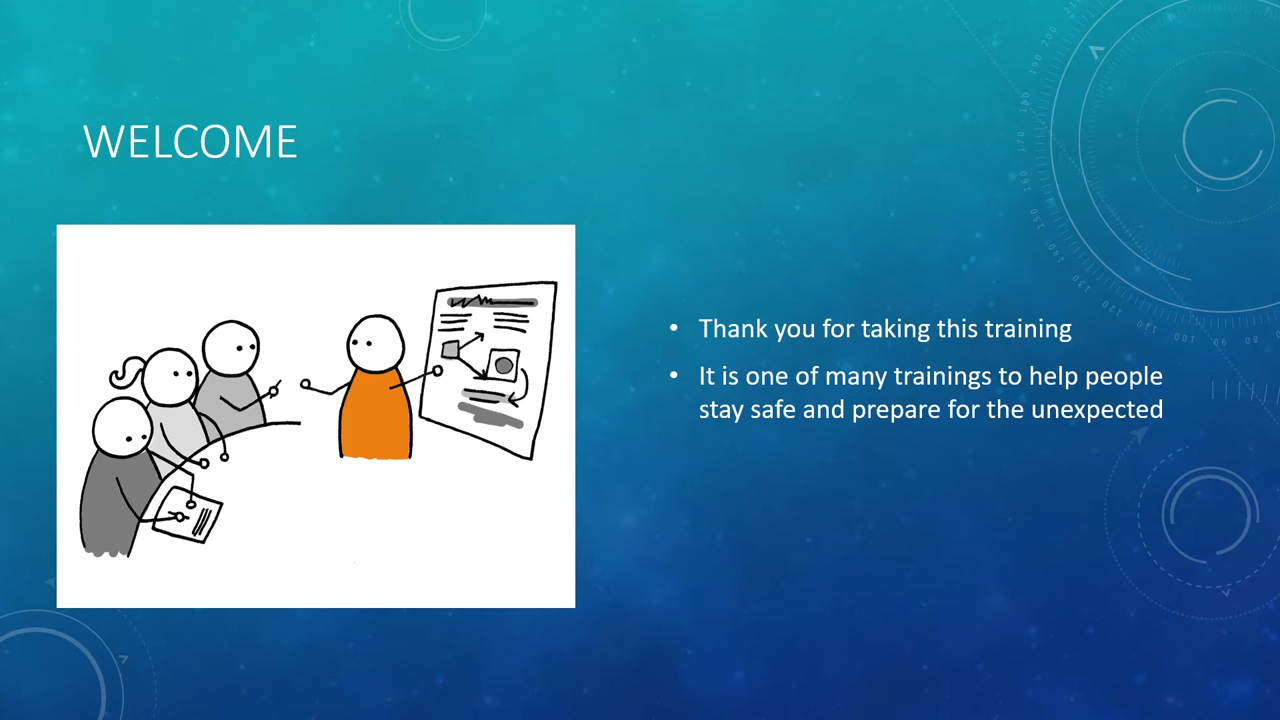 WELCOME
• Thank you for taking this training
• It is one of many trainings to help people
stay safe and prepare for the unexpected